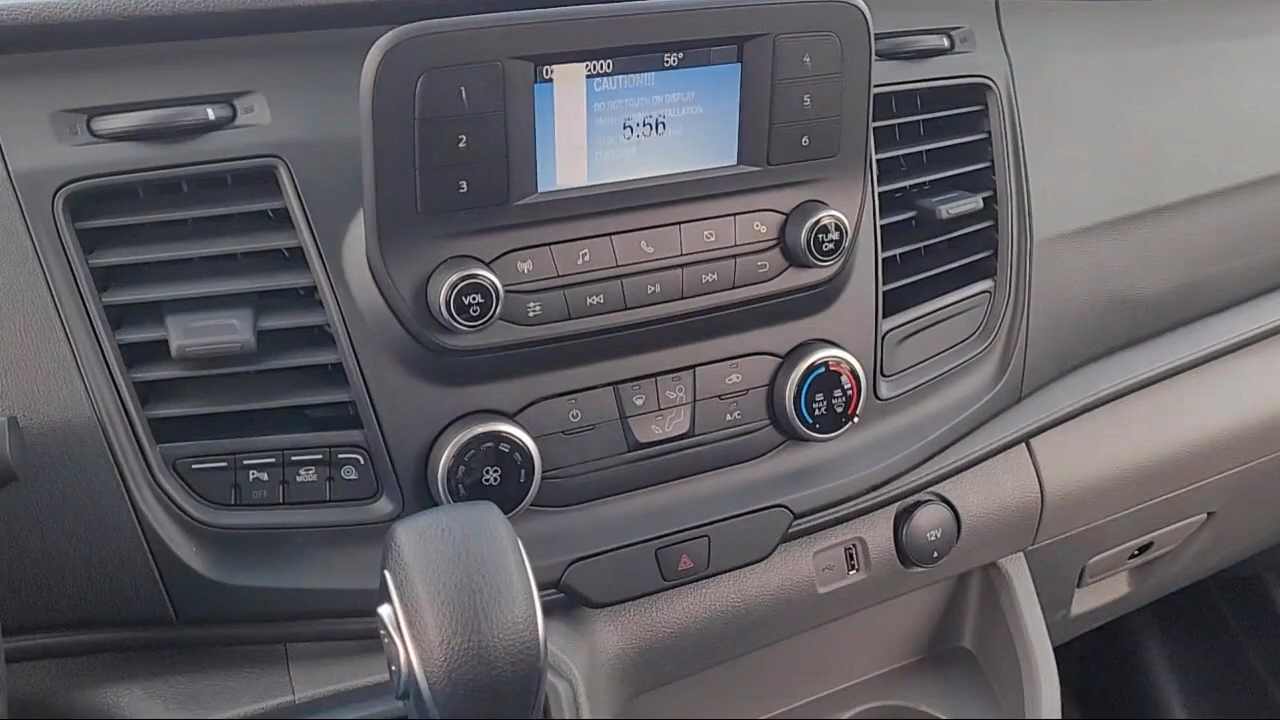 2000 56°
CAUTION!!!
DO NOT TOUCH ON DISPLAY
INSTALLATION
5:56
1
2
3
4
5
6
VOL
TUNE
OK
A/C
MAX
A/C
MAX
P
OFF
MODE
12V